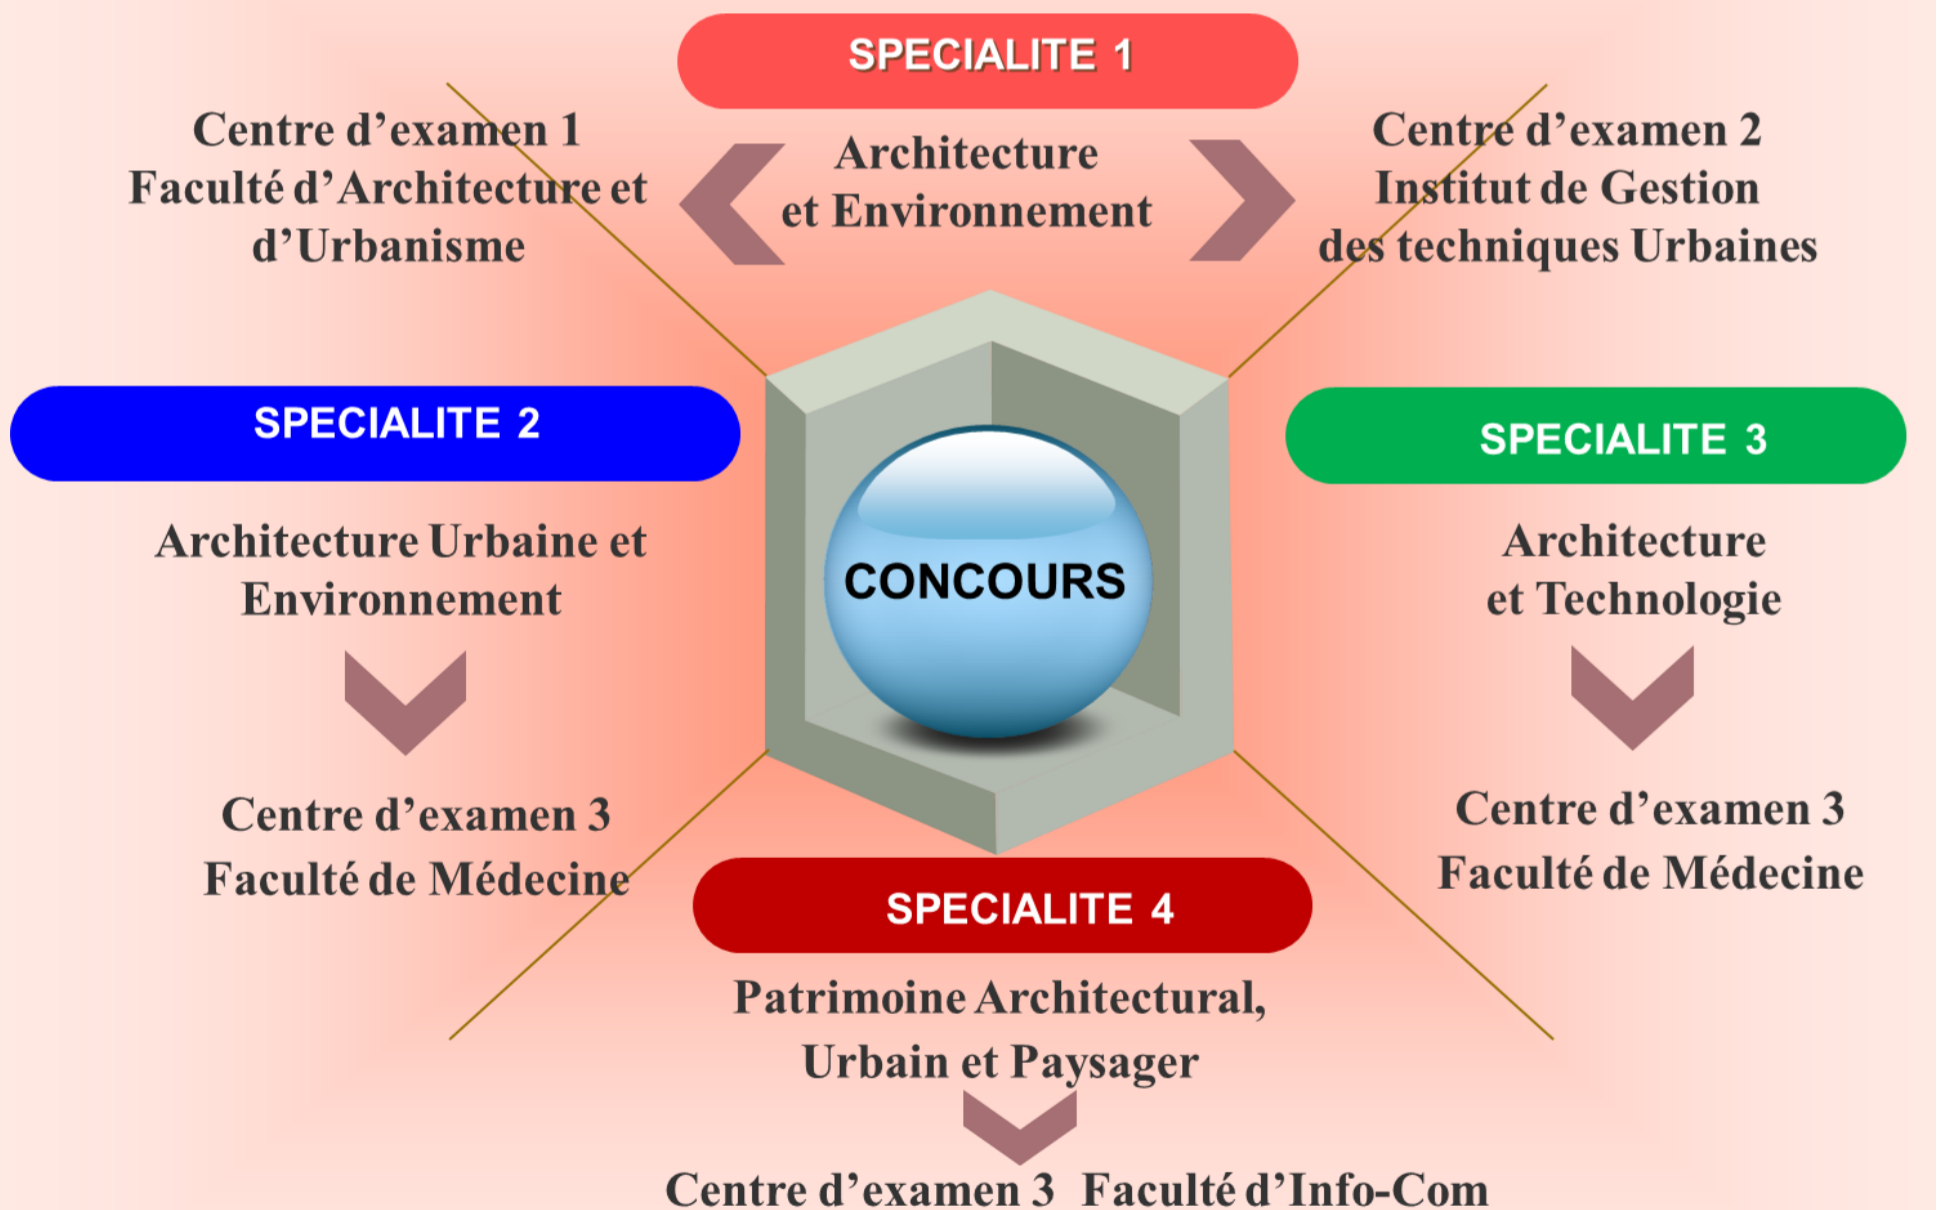 SPECIALITE 1
Centre d’examen 1
Faculté d’Architecture et
d’Urbanisme
Architecture
et Environnement
Centre d’examen 2
Institut de Gestion
des techniques Urbaines
SPECIALITE 2
Architecture Urbaine et
Environnement
Centre d’examen 3
Faculté de Médecine
CONCOURS
SPECIALITE 3
Architecture
et Technologie
Centre d’examen 3
Faculté de Médecine
SPECIALITE 4
Patrimoine Architectural,
Urbain et Paysager
Centre d’examen 3 Faculté d’Info-Com